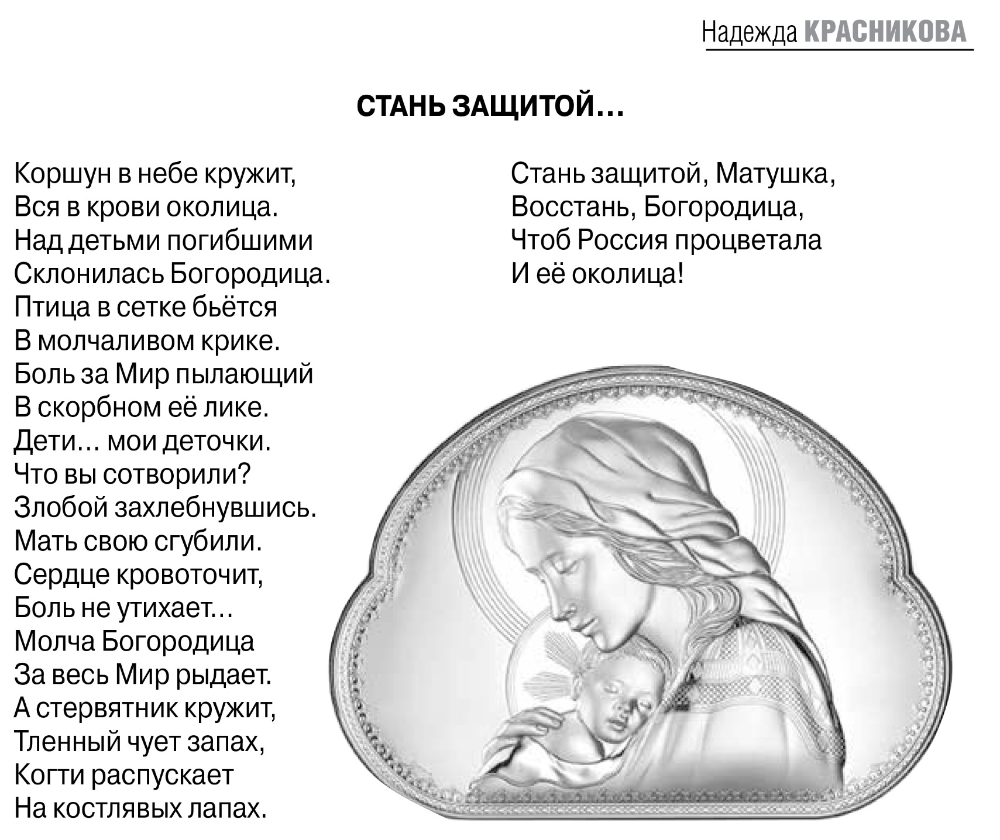 Надежда КРАСНИКОВА
СТАНЬ ЗАЩИТОЙ...
Коршун в небе кружит,
Вся в крови околица.
Над детьми погибшими
Склонилась Богородица.
Птица в сетке бьётся
В молчаливом крике.
Боль за Мир пылающий
В скорбном её лике.
Дети... мои деточки.
Что вы сотворили?
Злобой захлебнувшись.
Мать свою сгубили.
Сердце кровоточит,
Боль не утихает...
Молча Богородица
За весь Мир рыдает.
А стервятник кружит,
Тленный чует запах,
Когти распускает
На костлявых лапах.
Стань защитой, Матушка,
Восстань, Богородица,
Чтоб Россия процветала
И её околица!